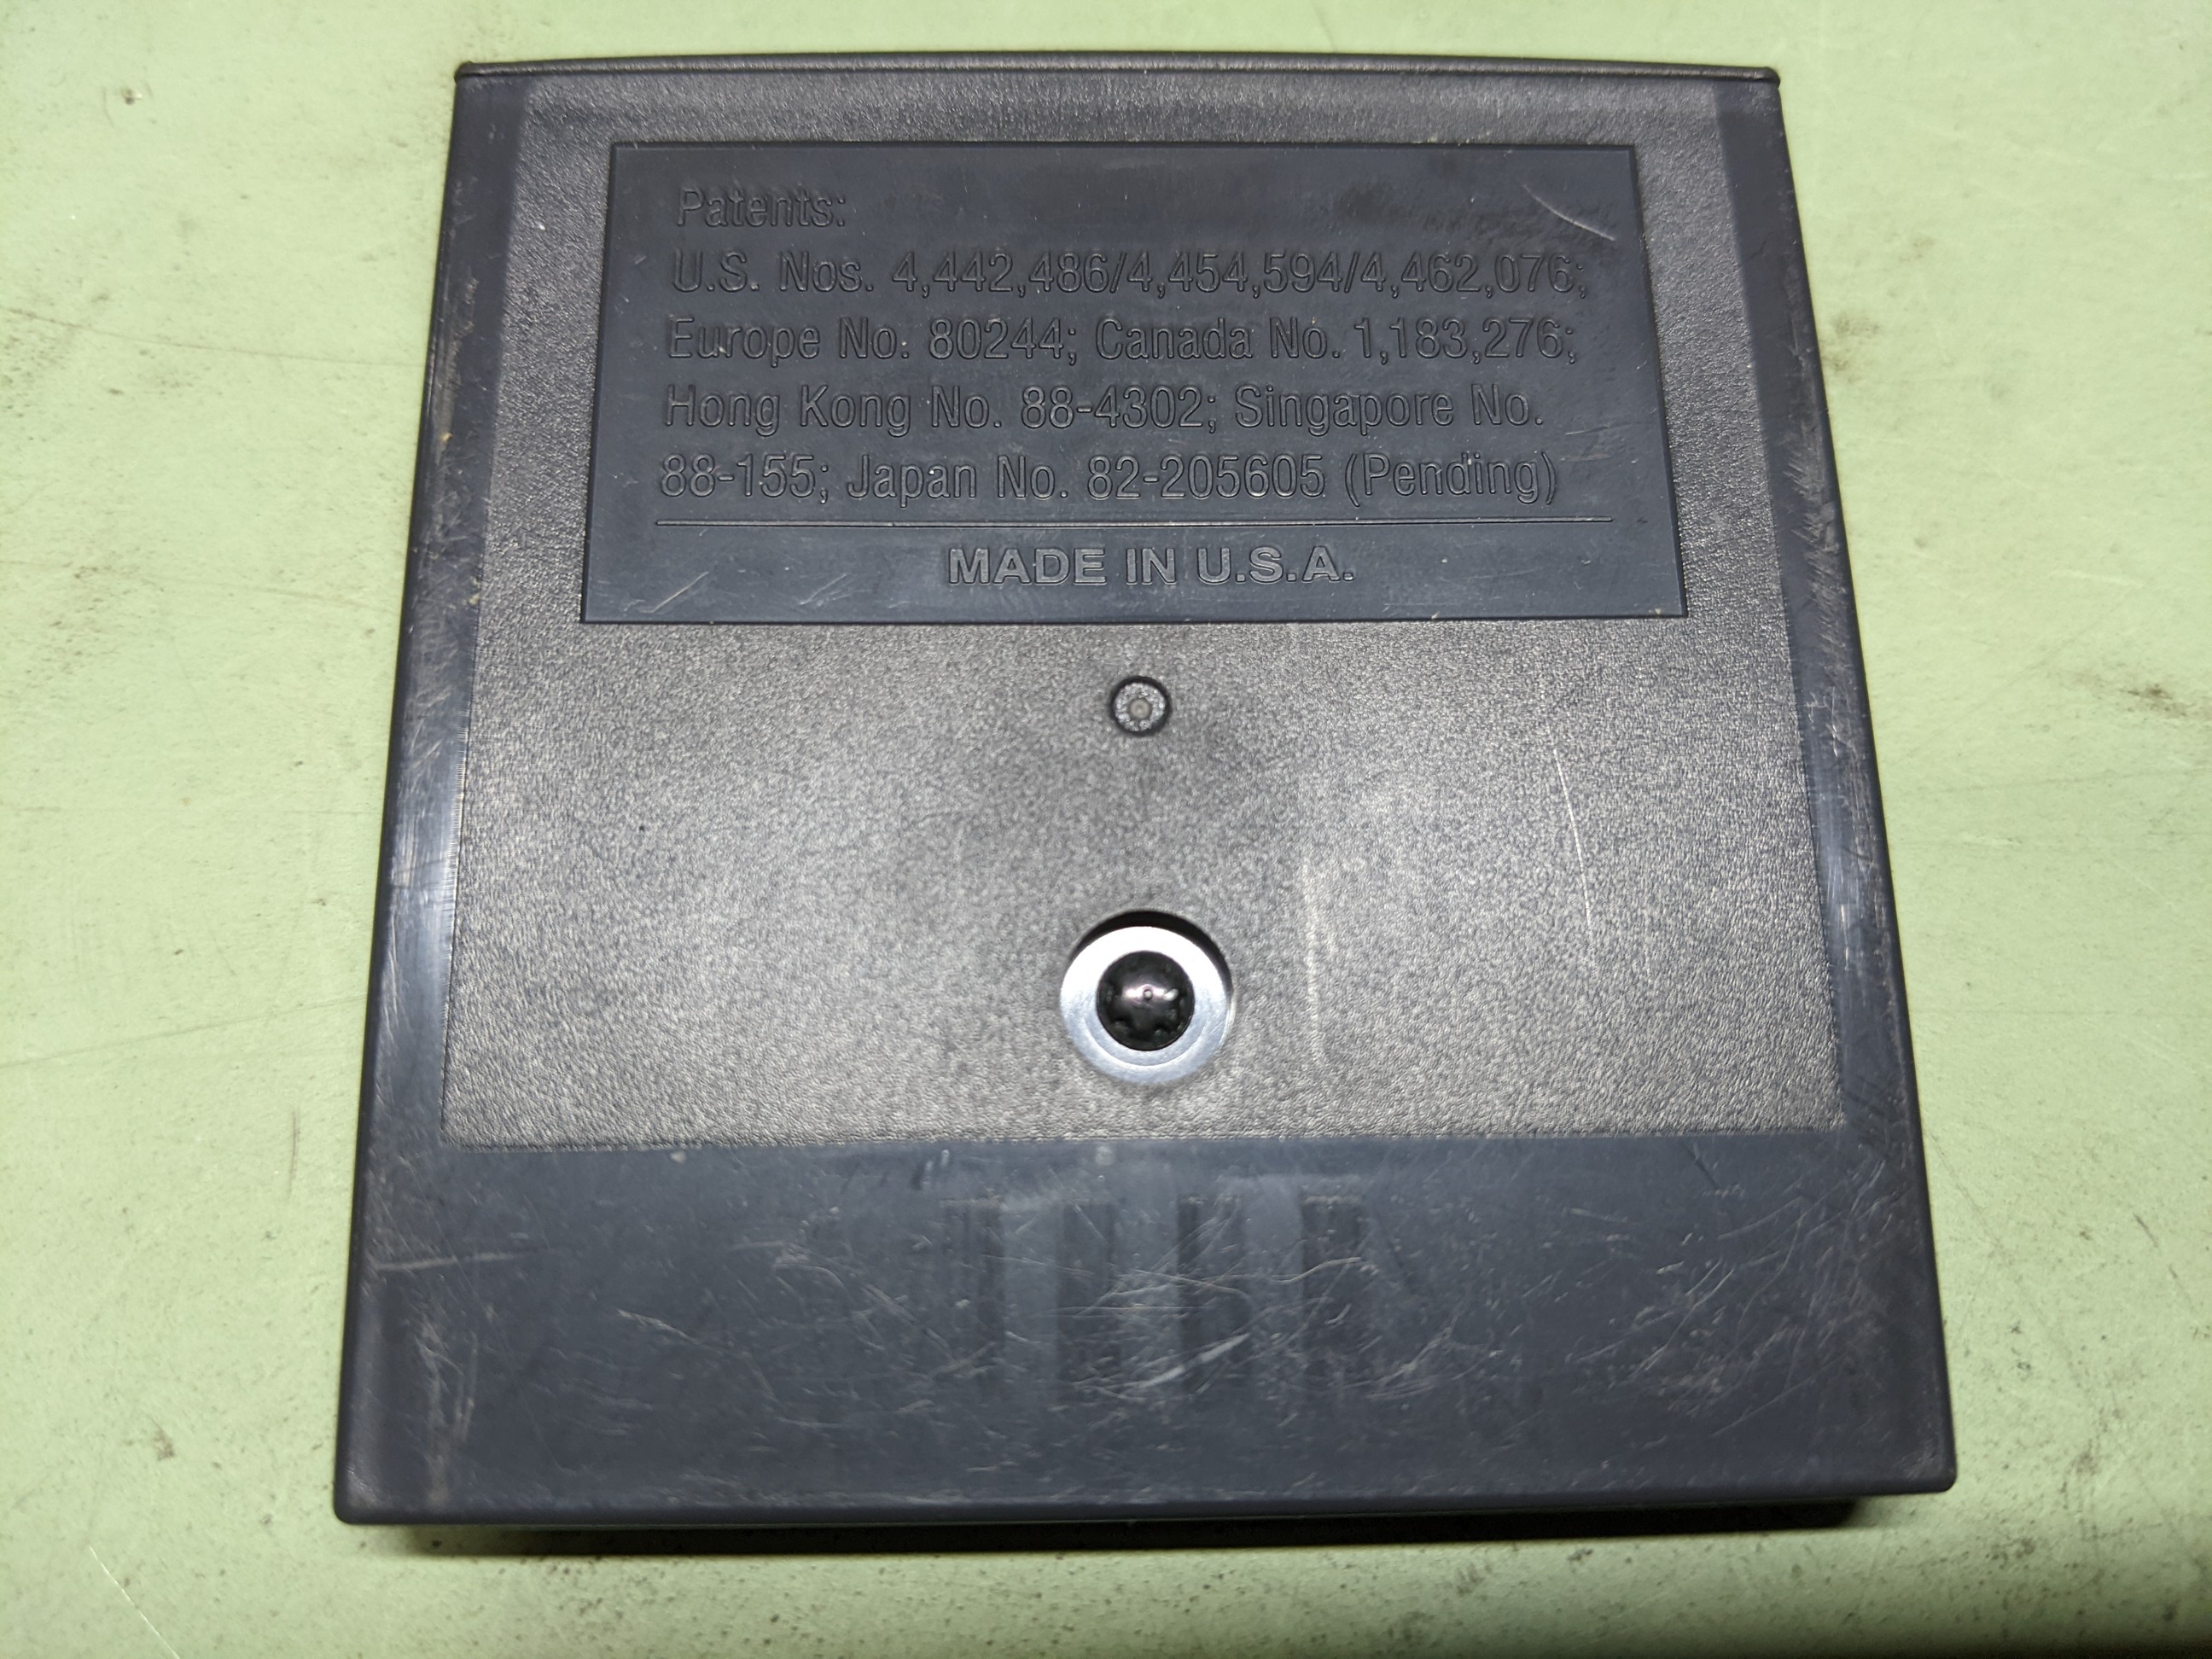 Patents:
U.S. Nos. 4,442,486/4,454,594/4,462,076;
Europe No. 80244; Canada No. 1,183,276;
Hong Kong No. 88-4302; Singapore No.
88-155; Japan No. 82-205605 (Pending)
MADE IN U.S.A.